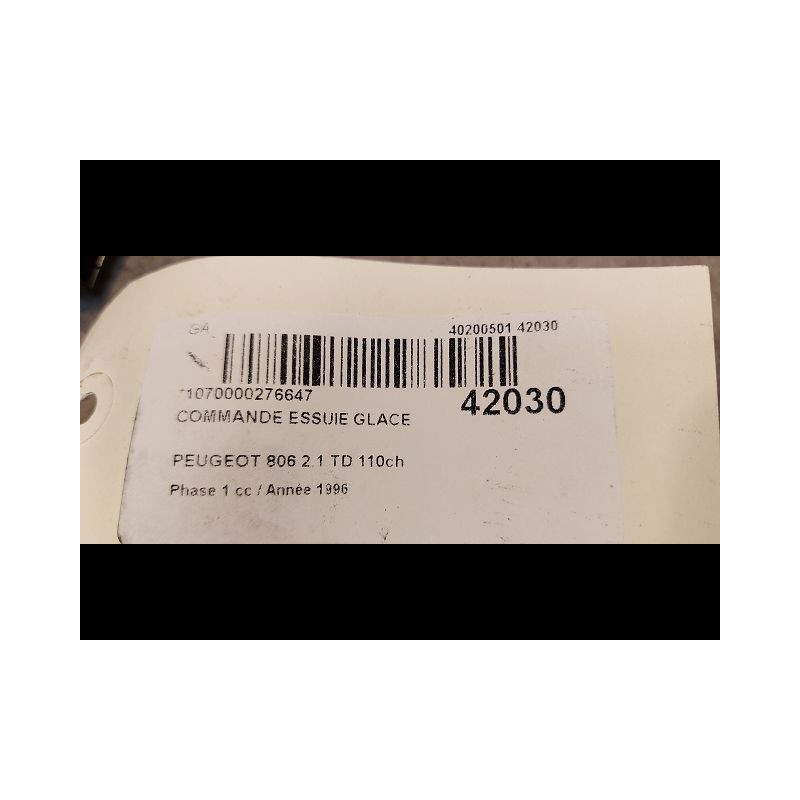 GA 40200501 42030
*1070000276647 42030
COMMANDE ESSUIE GLACE
PEUGEOT 806 2.1 TD 110ch
Phase 1 cc / Année 1996